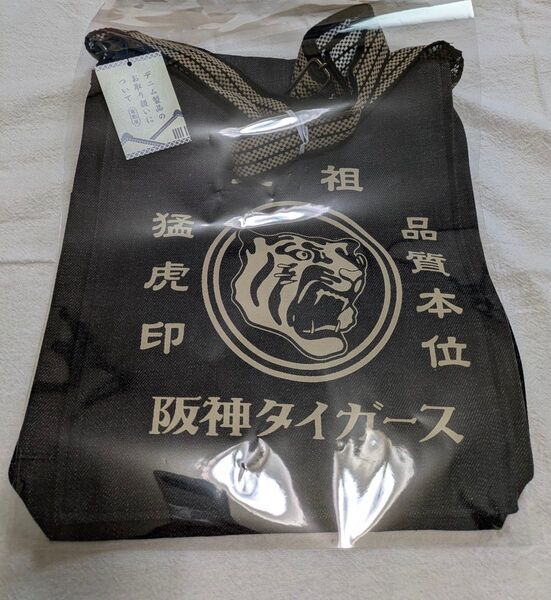 デニム製品の
お取り扱いに
ついて
祖
猛虎印
品質本位
阪神タイガース